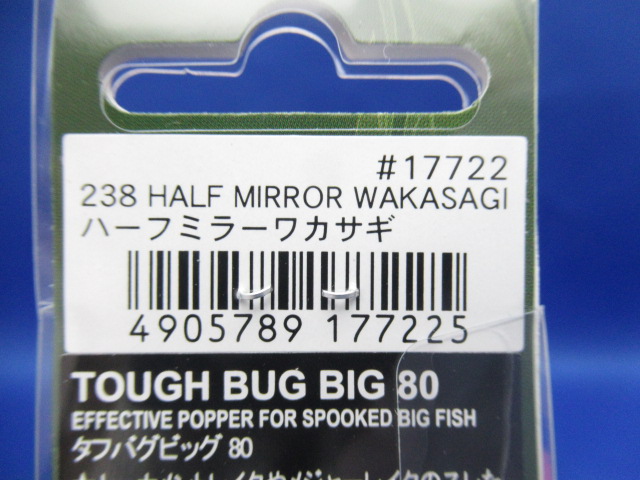 #17722
238 HALF MIRROR WAKASAGI
ハーフミラーワカサギ
4905789 177225
TOUGH BUG BIG 80
EFFECTIVE POPPER FOR SPOOKED BIG FISH
タフバグビッグ 80